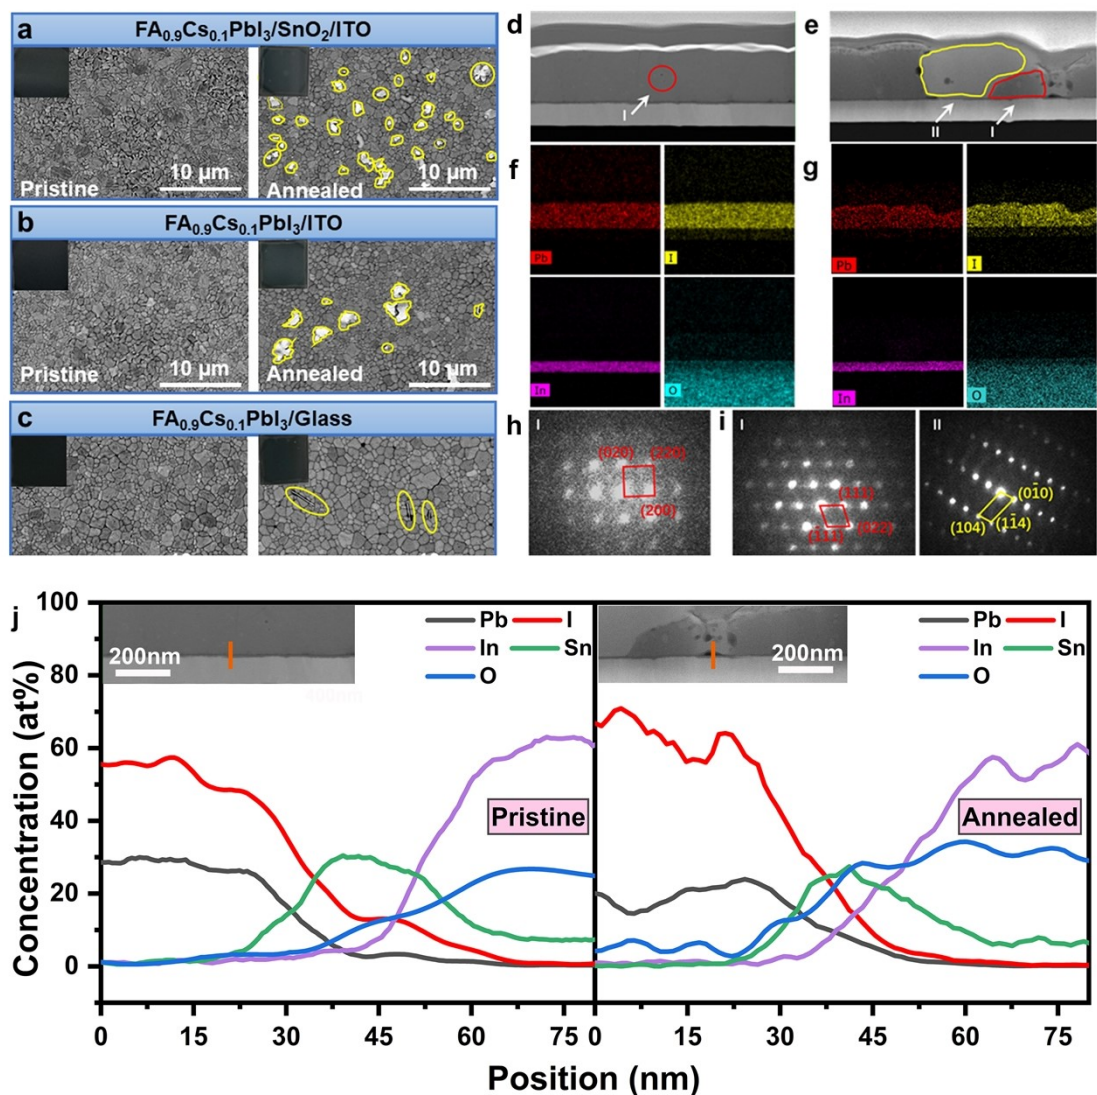 a FA₀.₉Cs₀.₁PbI₃/SnO₂/ITO
Pristine 10 μm
Annealed 10 μm
b FA₀.₉Cs₀.₁PbI₃/ITO
Pristine 10 μm
Annealed 10 μm
c FA₀.₉Cs₀.₁PbI₃/Glass
d
I
e
II I
f
Pb I
In O
g
Pb I
In O
h I
(020) (220)
(200)
i I
(111)
(022)
II
(01̄0)
(104) (11̄4)
j
Concentration (at%)
100
80
60
40
20
0
200nm
Pb I
In Sn
O
Pristine
200nm
Pb I
In Sn
O
Annealed
0 15 30 45 60 75 0 15 30 45 60 75
Position (nm)